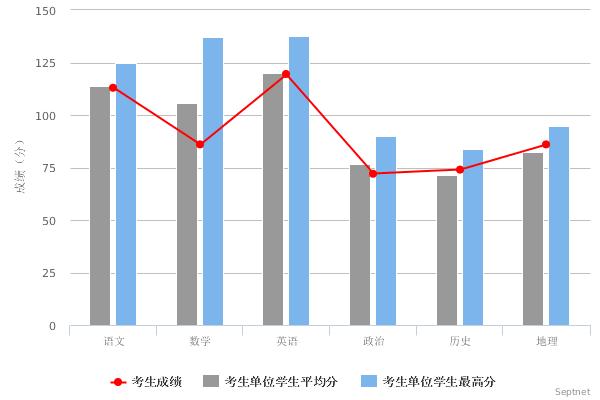 150
125
100
75
50
25
0
成绩（分）
语文 数学 英语 政治 历史 地理
考生成绩 考生单位学生平均分 考生单位学生最高分
Septnet